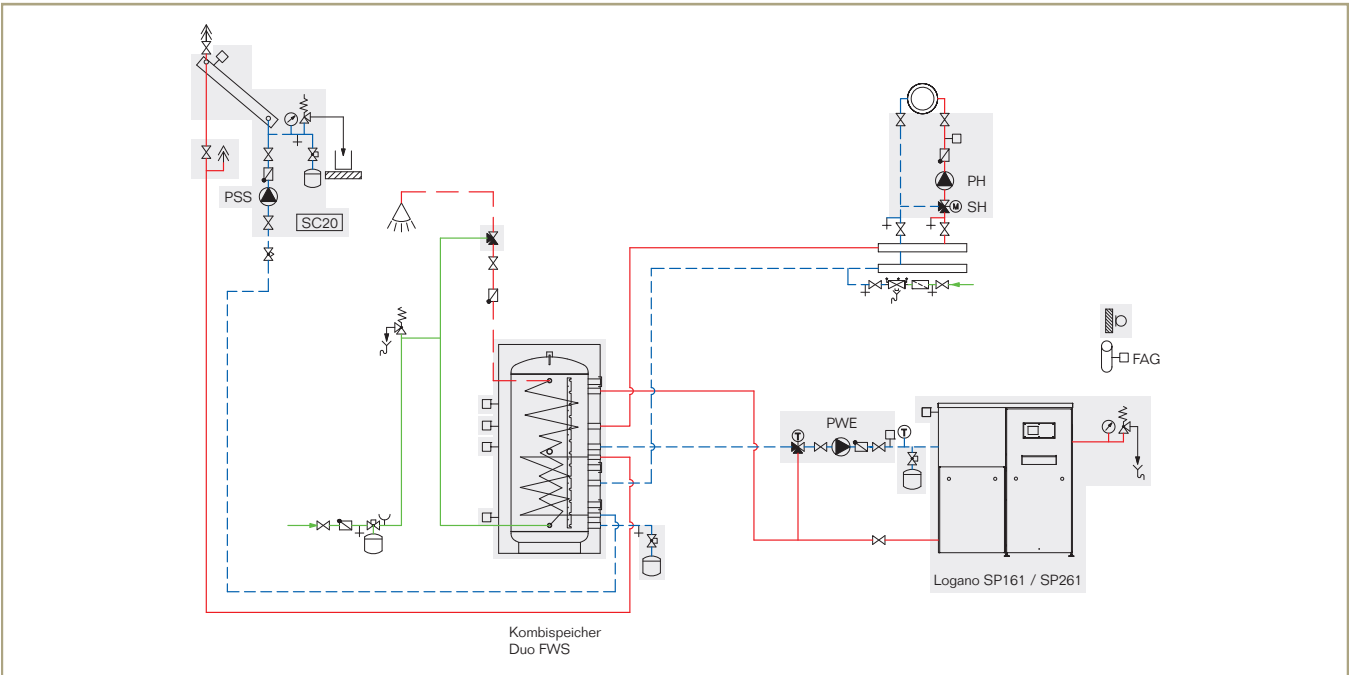 PSS
SC20
PH
M
SH
FAG
PWE
T
T
Logano SP161 / SP261
Kombispeicher
Duo FWS